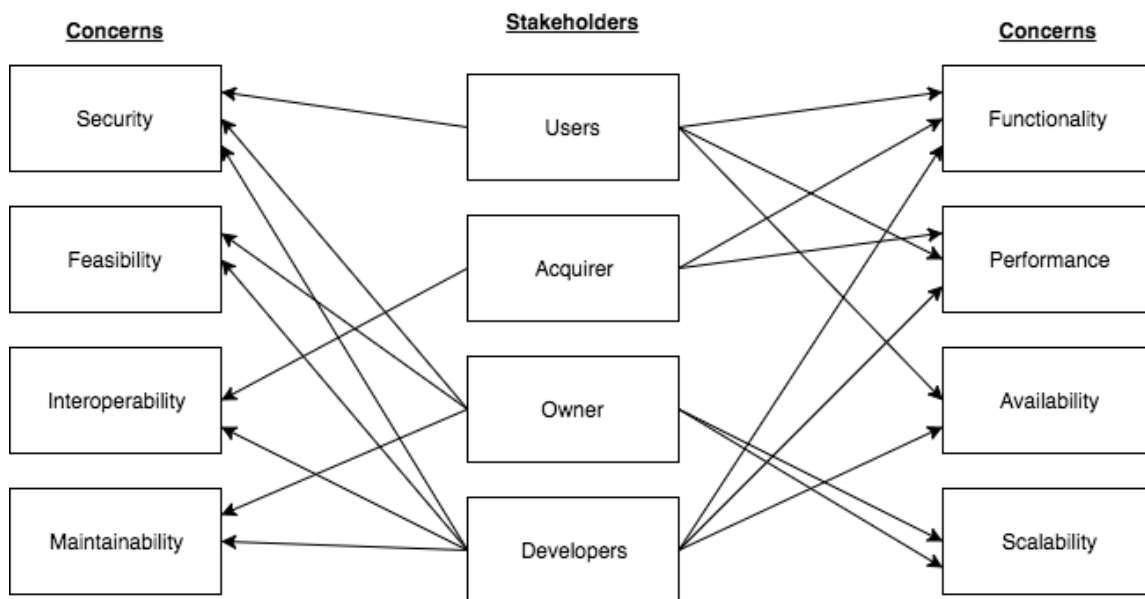 Concerns
Stakeholders
Concerns
Security
Users
Functionality
Feasibility
Acquirer
Performance
Interoperability
Owner
Availability
Maintainability
Developers
Scalability